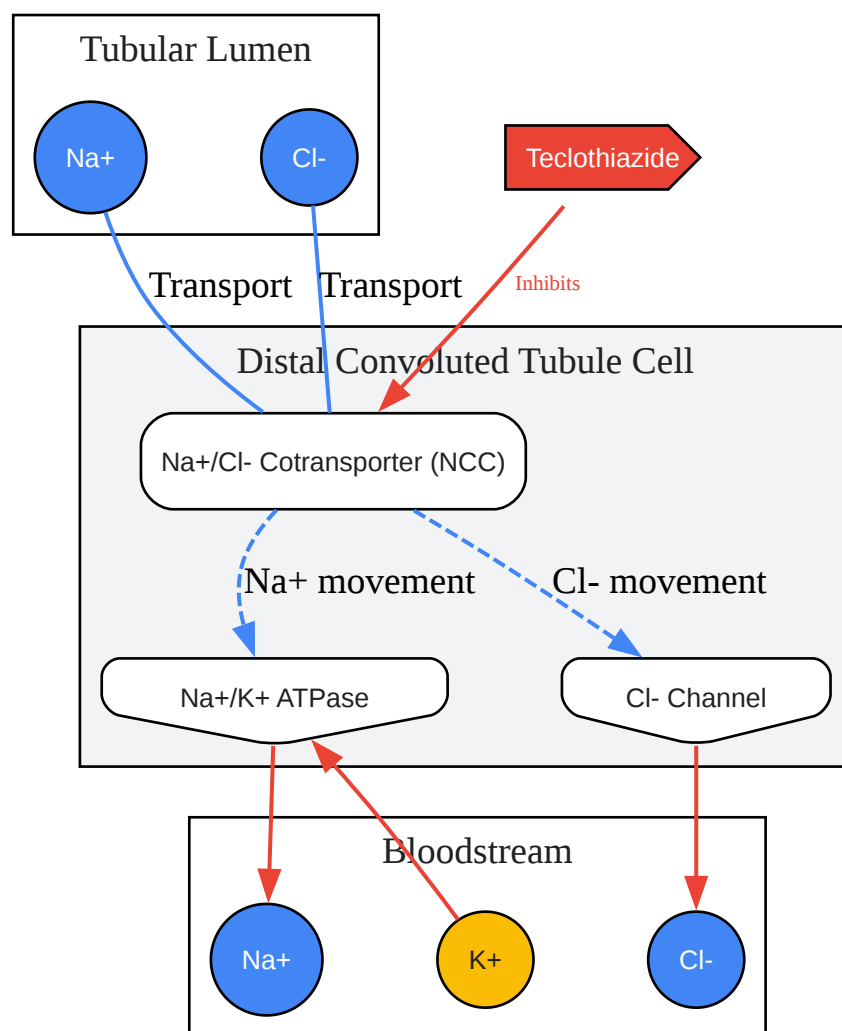 Tubular Lumen
Na+
Cl-
Teclothiazide
Transport
Transport
Inhibits
Distal Convoluted Tubule Cell
Na+/Cl- Cotransporter (NCC)
Na+ movement
Cl- movement
Na+/K+ ATPase
Cl- Channel
Bloodstream
Na+
K+
Cl-